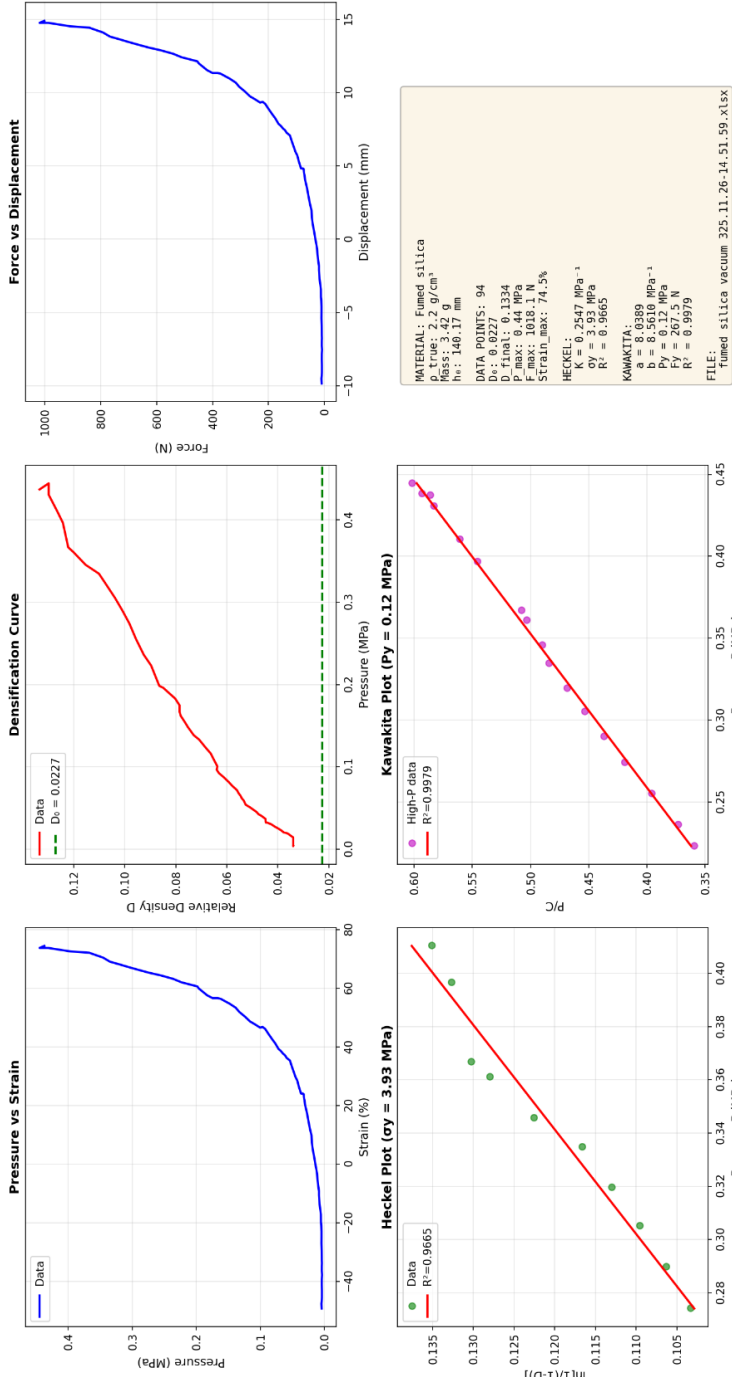 Pressure vs Strain
Data
Pressure (MPa)
0.4
0.3
0.2
0.1
0.0
−40
−20
0
20
40
60
80
Strain (%)
Densification Curve
Data
D₀ = 0.0227
Relative Density D
0.12
0.10
0.08
0.06
0.04
0.02
0.0
0.1
0.2
0.3
0.4
Pressure (MPa)
Force vs Displacement
Force (N)
1000
800
600
400
200
0
−10
−5
0
5
10
15
Displacement (mm)
Heckel Plot (σy = 3.93 MPa)
Data
R²=0.9665
ln[1/(1-D)]
0.135
0.130
0.125
0.120
0.115
0.110
0.105
0.28
0.30
0.32
0.34
0.36
0.38
0.40
Kawakita Plot (Py = 0.12 MPa)
High-P data
R²=0.9979
P/C
0.60
0.55
0.50
0.45
0.40
0.35
0.25
0.30
0.35
0.40
0.45
MATERIAL: Fumed silica
ρ_true: 2.2 g/cm³
Mass: 3.42 g
h₀: 140.17 mm
DATA POINTS: 94
D₀: 0.0227
D_final: 0.1334
P_max: 0.44 MPa
F_max: 1018.1 N
Strain_max: 74.5%
HECKEL:
K = 0.2547 MPa⁻¹
σy = 3.93 MPa
R² = 0.9665
KAWAKITA:
a = 8.0389
b = 8.5610 MPa⁻¹
Py = 0.12 MPa
Fy = 267.5 N
R² = 0.9979
FILE:
fumed silica vacuum 325.11.26-14.51.59.xlsx